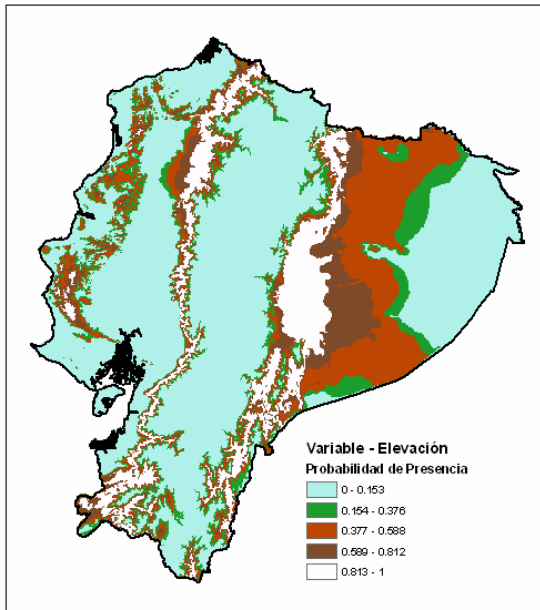 Variable - Elevación
Probabilidad de Presencia
0 - 0.153
0.154 - 0.376
0.377 - 0.588
0.589 - 0.812
0.813 - 1